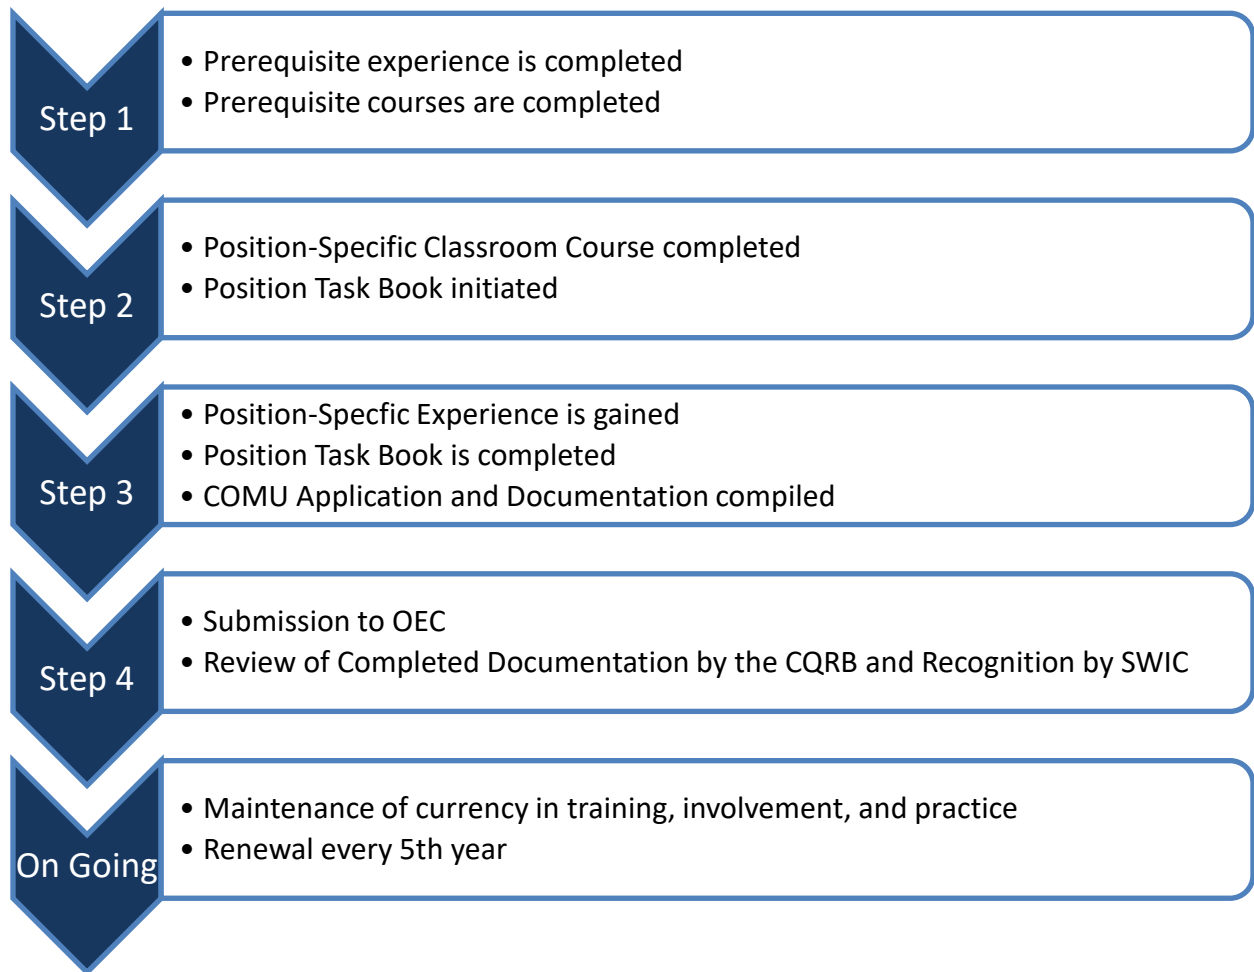 Step 1
• Prerequisite experience is completed
• Prerequisite courses are completed
Step 2
• Position-Specific Classroom Course completed
• Position Task Book initiated
Step 3
• Position-Specfic Experience is gained
• Position Task Book is completed
• COMU Application and Documentation compiled
Step 4
• Submission to OEC
• Review of Completed Documentation by the CQRB and Recognition by SWIC
On Going
• Maintenance of currency in training, involvement, and practice
• Renewal every 5th year